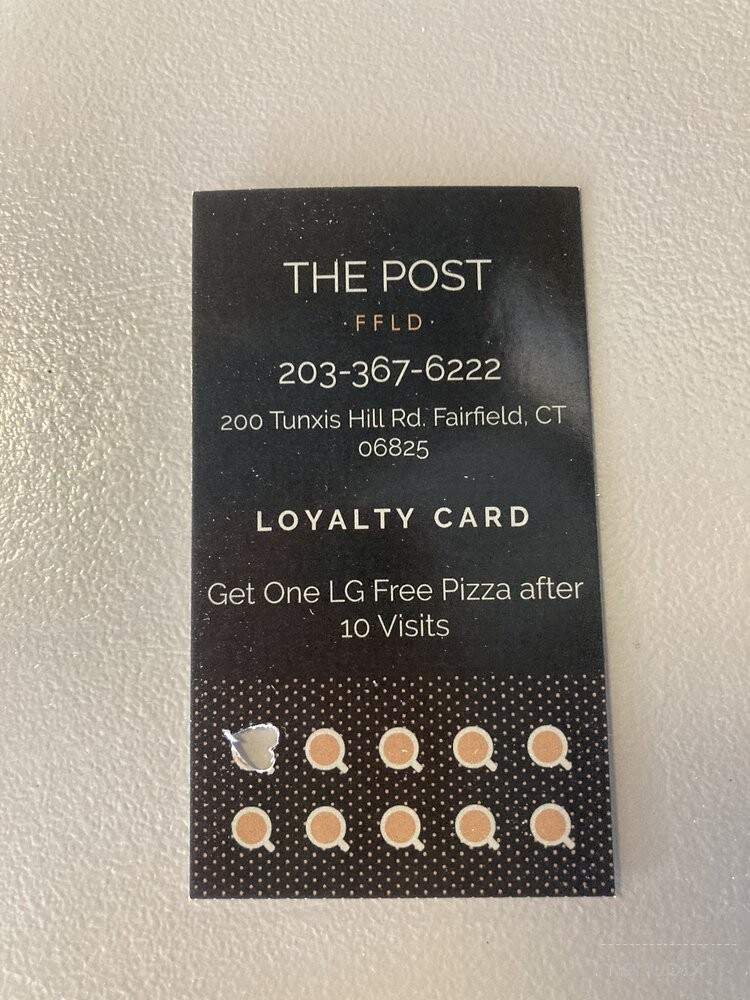 THE POST
·FFLD·
203-367-6222
200 Tunxis Hill Rd. Fairfield, CT
06825
LOYALTY CARD
Get One LG Free Pizza after
10 Visits